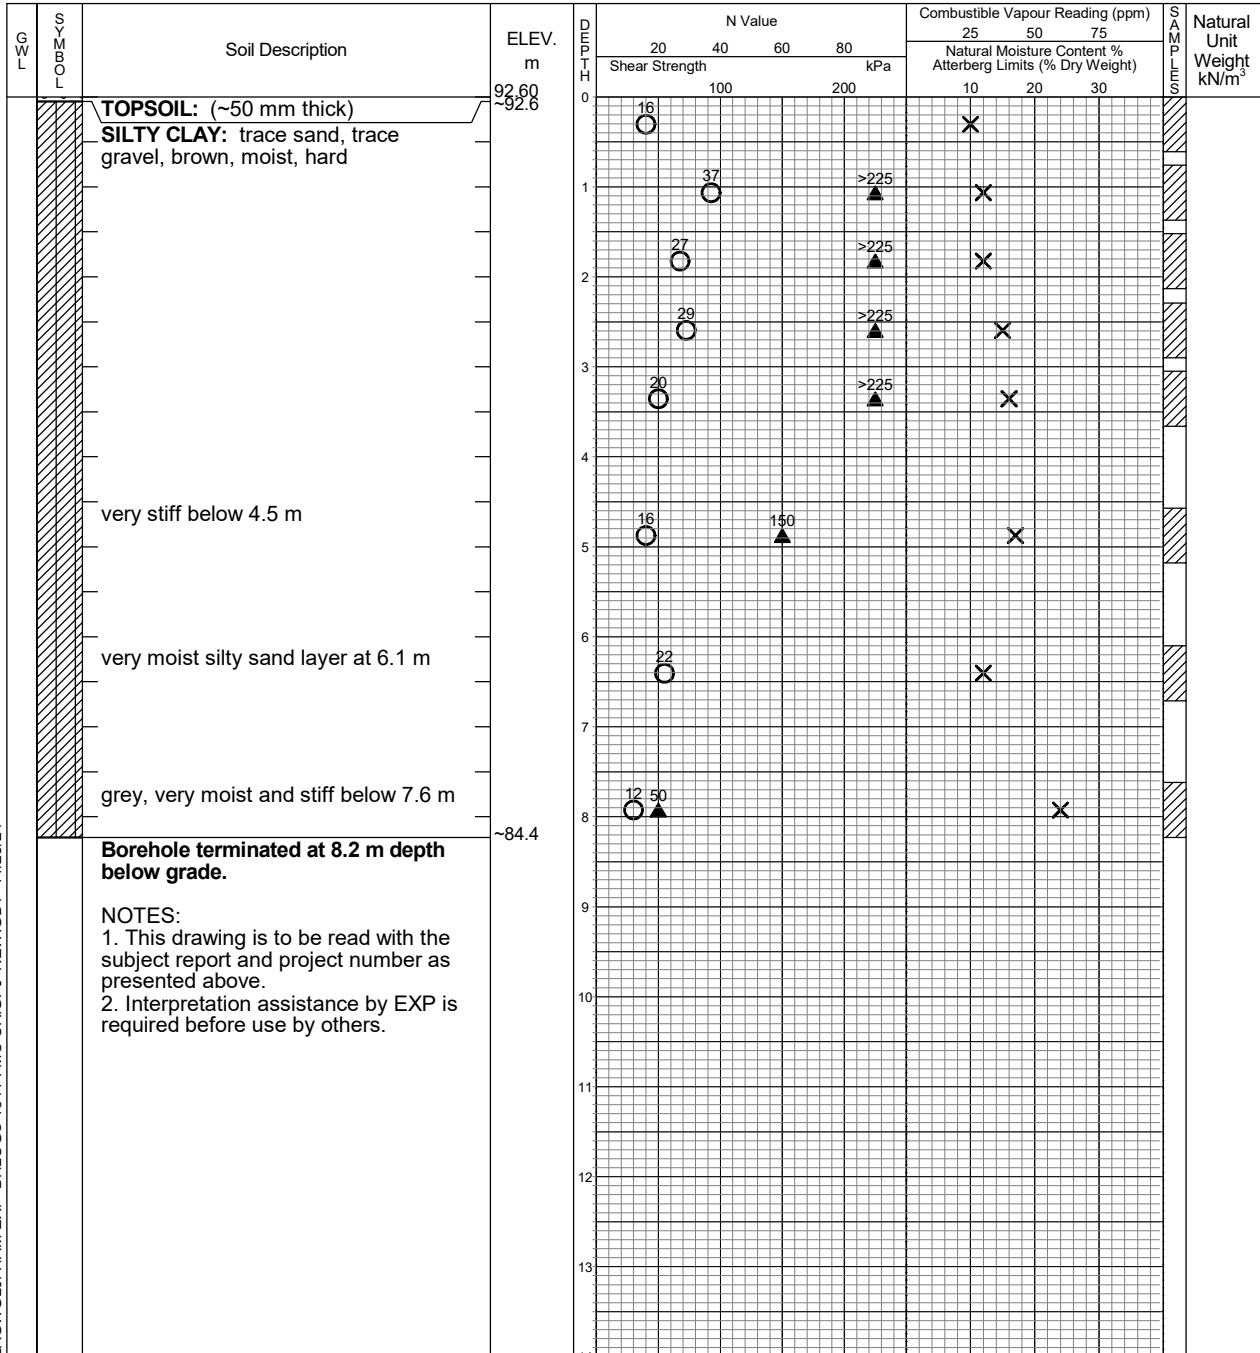 GWL
SYMBOL
Soil Description
ELEV.
m
DEPTH
N Value
20 40 60 80
Shear Strength kPa
100 200
Combustible Vapour Reading (ppm)
25 50 75
Natural Moisture Content %
Atterberg Limits (% Dry Weight)
10 20 30
SAMPLES
Natural
Unit
Weight
kN/m³
92.60
~92.6
0
TOPSOIL: (~50 mm thick)
SILTY CLAY: trace sand, trace
gravel, brown, moist, hard
16
1
37
>225
27
>225
2
29
>225
3
20
>225
4
very stiff below 4.5 m
16
150
5
6
very moist silty sand layer at 6.1 m
22
7
grey, very moist and stiff below 7.6 m
12
50
8
~84.4
Borehole terminated at 8.2 m depth
below grade.
9
NOTES:
1. This drawing is to be read with the
subject report and project number as
presented above.
2. Interpretation assistance by EXP is
required before use by others.
10
11
12
13